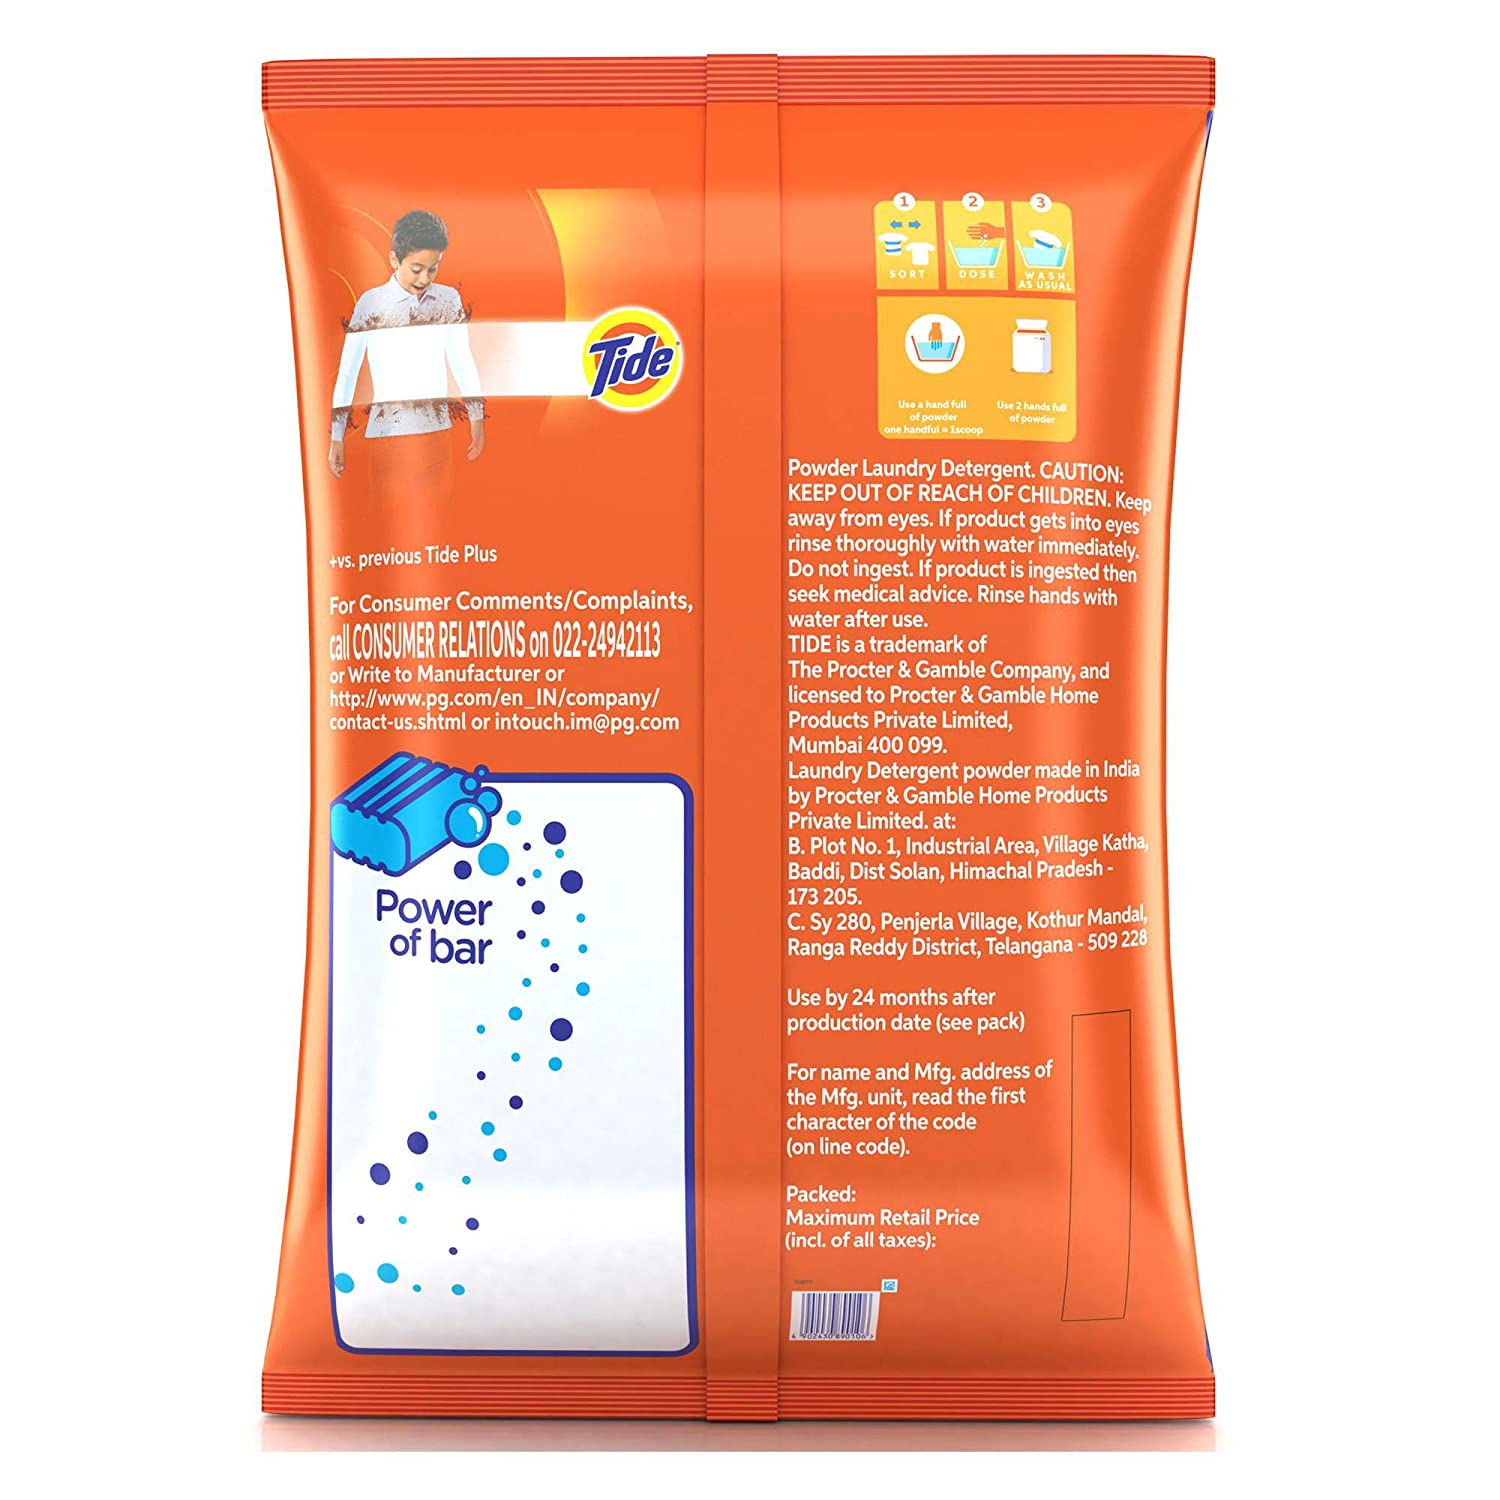 Tide
+vs. previous Tide Plus
For Consumer Comments/Complaints,
call CONSUMER RELATIONS on 022-24942113
or Write to Manufacturer or
http://www.pg.com/en_IN/company/
contact-us.shtml or intouch.im@pg.com
Power
of bar
1 2 3
SORT DOSE WASH
AS USUAL
Use a hand full
of powder
one handful = 1scoop
Use 2 hands full
of powder
Powder Laundry Detergent. CAUTION:
KEEP OUT OF REACH OF CHILDREN. Keep
away from eyes. If product gets into eyes
rinse thoroughly with water immediately.
Do not ingest. If product is ingested then
seek medical advice. Rinse hands with
water after use.
TIDE is a trademark of
The Procter & Gamble Company, and
licensed to Procter & Gamble Home
Products Private Limited,
Mumbai 400 099.
Laundry Detergent powder made in India
by Procter & Gamble Home Products
Private Limited. at:
B. Plot No. 1, Industrial Area, Village Katha,
Baddi, Dist Solan, Himachal Pradesh -
173 205.
C. Sy 280, Penjerla Village, Kothur Mandal,
Ranga Reddy District, Telangana - 509 228
Use by 24 months after
production date (see pack)
For name and Mfg. address of
the Mfg. unit, read the first
character of the code
(on line code).
Packed:
Maximum Retail Price
(incl. of all taxes):
4 902430 890106 >